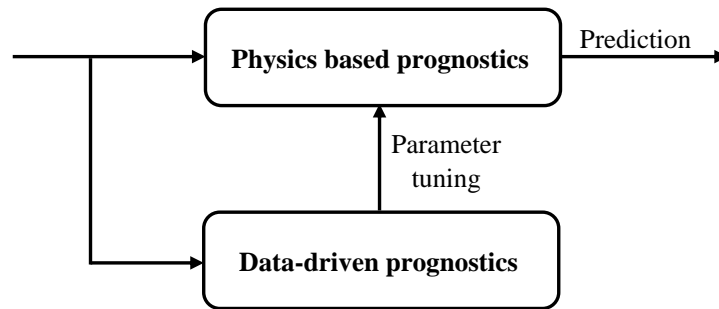 Physics based prognostics
Prediction
Parameter
tuning
Data-driven prognostics